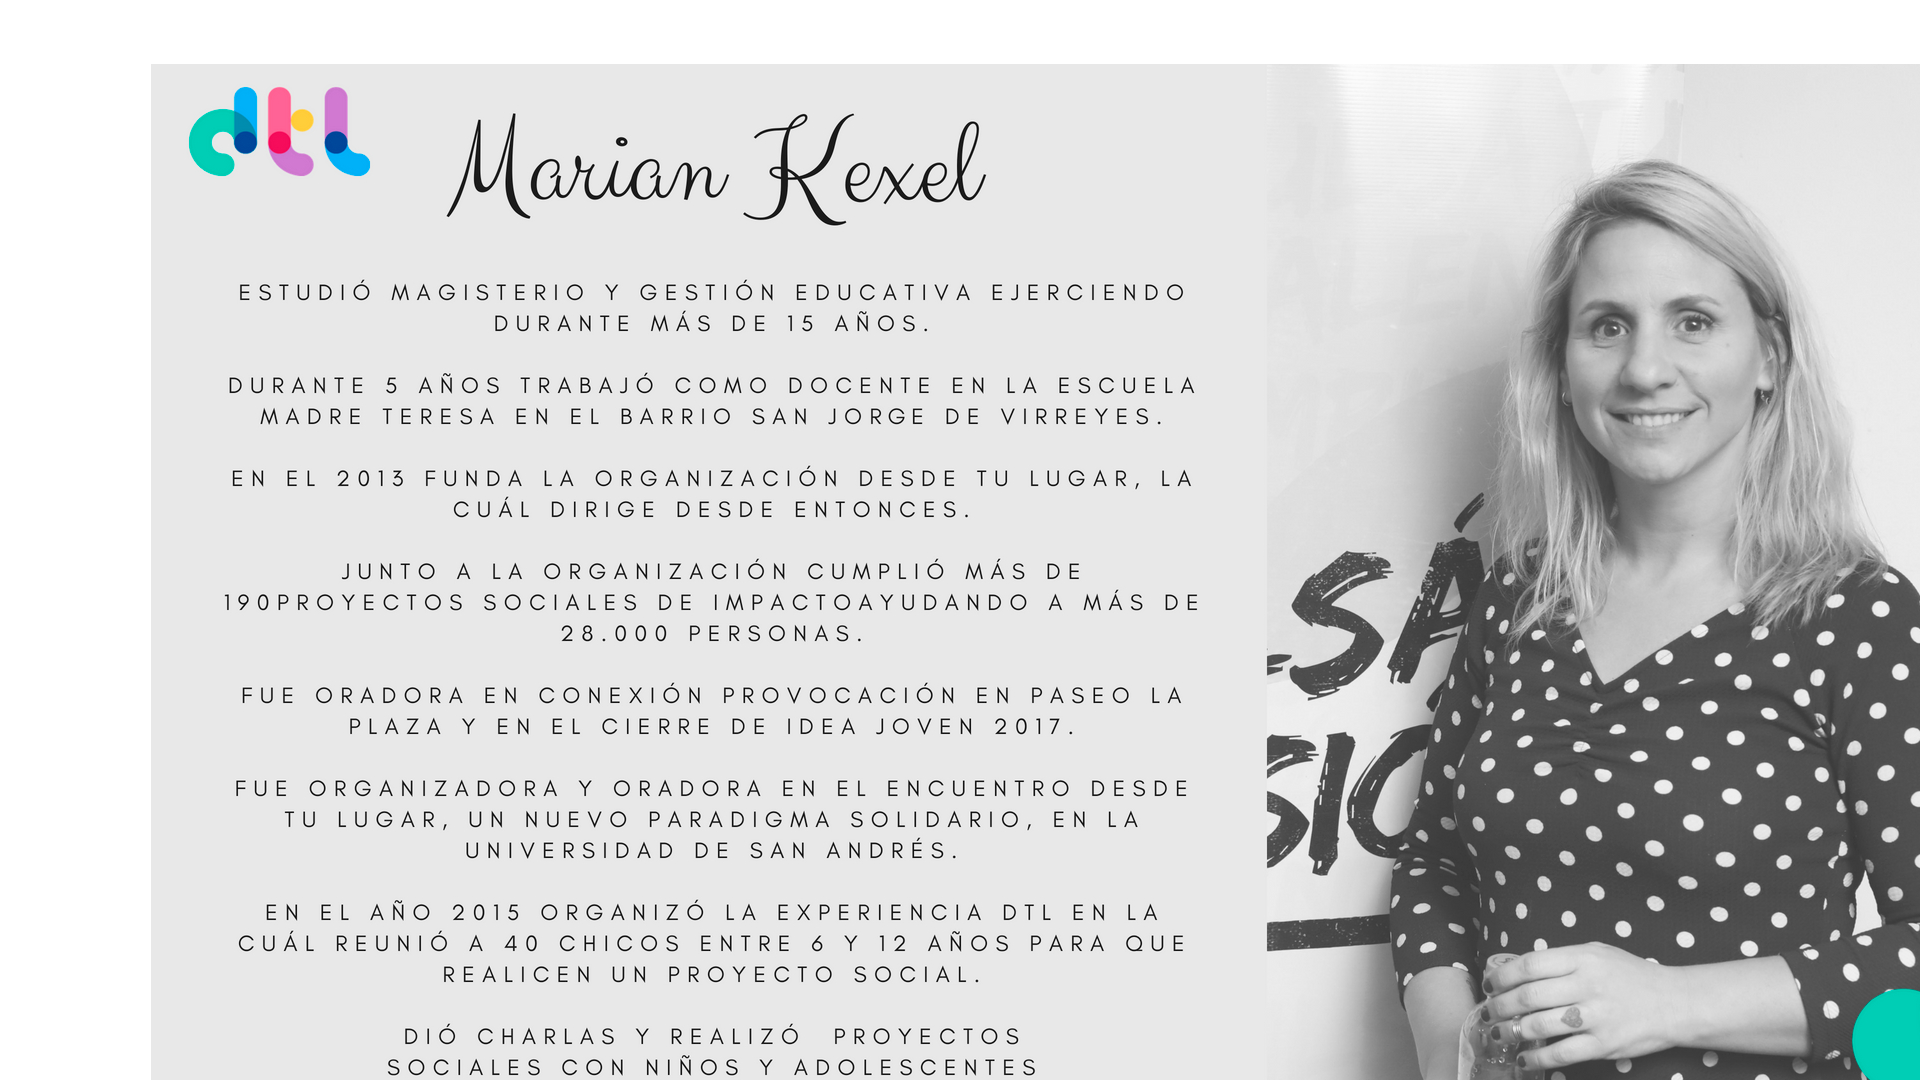 dtl
Marian Kexel
ESTUDIÓ MAGISTERIO Y GESTIÓN EDUCATIVA EJERCIENDO
DURANTE MÁS DE 15 AÑOS.
DURANTE 5 AÑOS TRABAJÓ COMO DOCENTE EN LA ESCUELA
MADRE TERESA EN EL BARRIO SAN JORGE DE VIRREYES.
EN EL 2013 FUNDA LA ORGANIZACIÓN DESDE TU LUGAR, LA
CUÁL DIRIGE DESDE ENTONCES.
JUNTO A LA ORGANIZACIÓN CUMPLIÓ MÁS DE
190PROYECTOS SOCIALES DE IMPACTOAYUDANDO A MÁS DE
28.000 PERSONAS.
FUE ORADORA EN CONEXIÓN PROVOCACIÓN EN PASEO LA
PLAZA Y EN EL CIERRE DE IDEA JOVEN 2017.
FUE ORGANIZADORA Y ORADORA EN EL ENCUENTRO DESDE
TU LUGAR, UN NUEVO PARADIGMA SOLIDARIO, EN LA
UNIVERSIDAD DE SAN ANDRÉS.
EN EL AÑO 2015 ORGANIZÓ LA EXPERIENCIA DTL EN LA
CUÁL REUNIÓ A 40 CHICOS ENTRE 6 Y 12 AÑOS PARA QUE
REALICEN UN PROYECTO SOCIAL.
DIÓ CHARLAS Y REALIZÓ  PROYECTOS
SOCIALES CON NIÑOS Y ADOLESCENTES